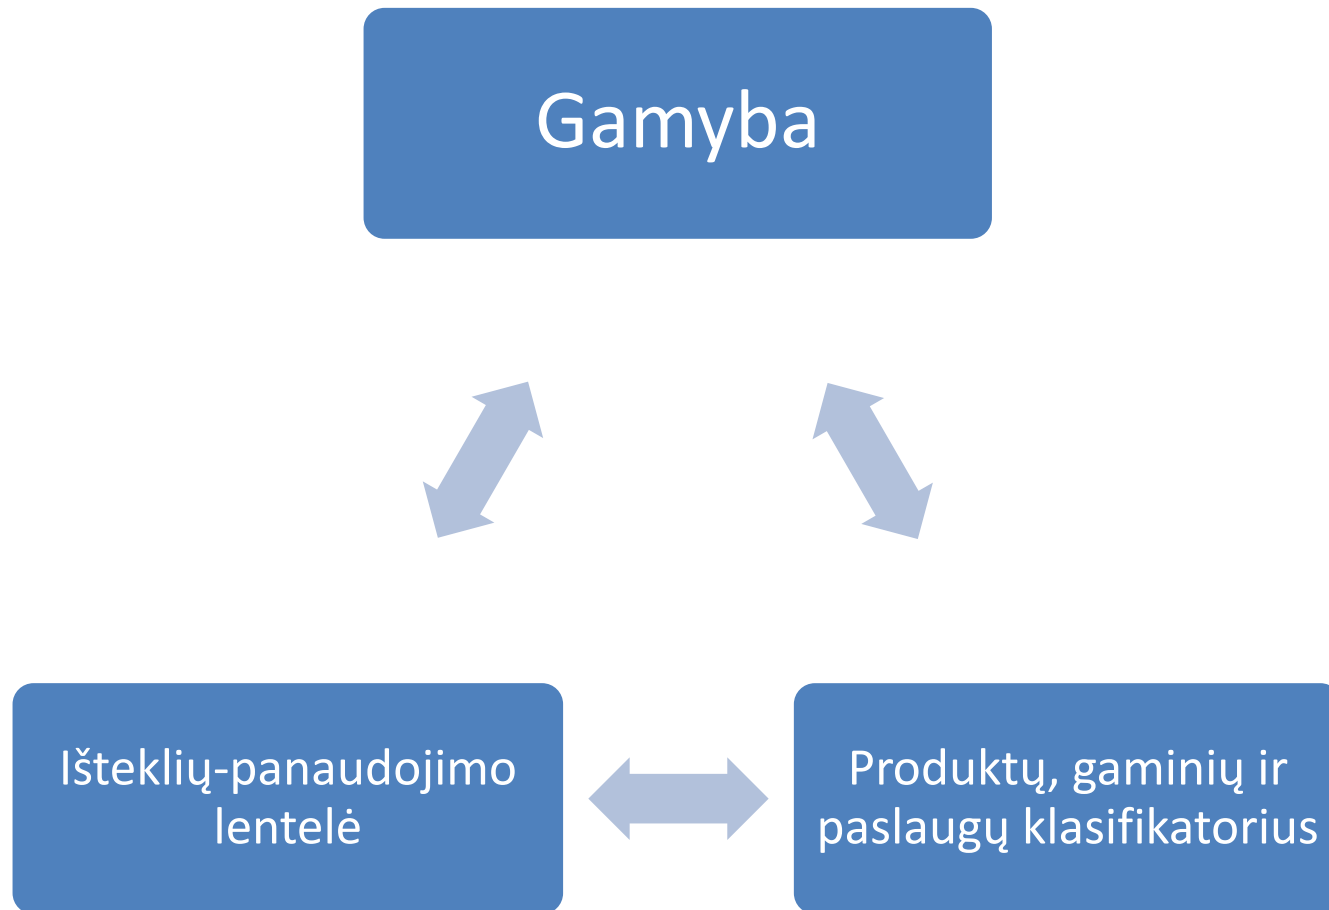 Gamyba
Išteklių-panaudojimo
lentelė
Produktų, gaminių ir
paslaugų klasifikatorius